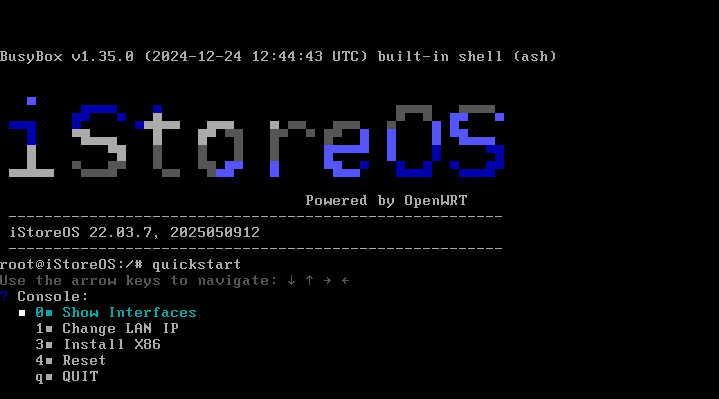 BusyBox v1.35.0 (2024-12-24 12:44:43 UTC) built-in shell (ash)
iStoreOS
Powered by OpenWRT
-------------------------------------------------------
iStoreOS 22.03.7, 2025050912
-------------------------------------------------------
root@iStoreOS:/# quickstart
Use the arrow keys to navigate: ↓ ↑ → ←
? Console:
▪ 0▪ Show Interfaces
1▪ Change LAN IP
3▪ Install X86
4▪ Reset
q▪ QUIT